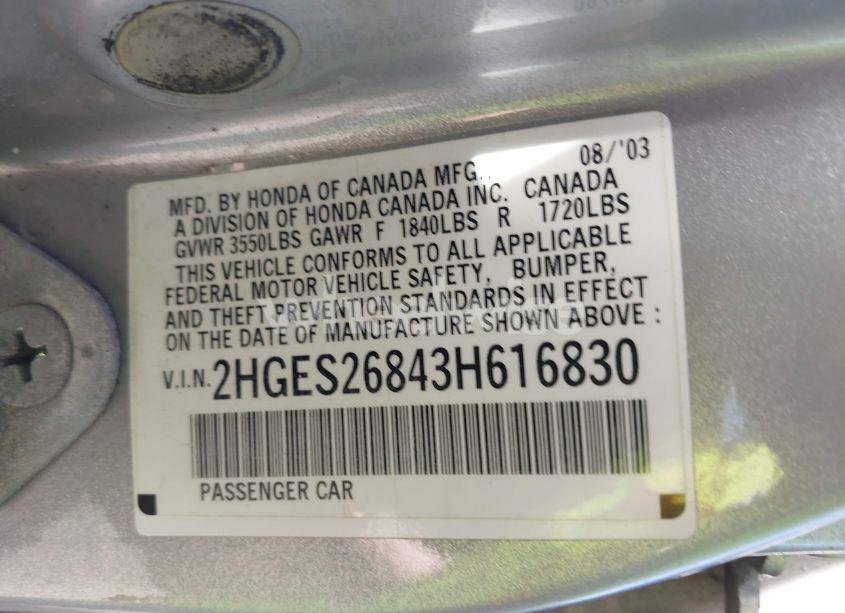 08/'03
MFD. BY HONDA OF CANADA MFG.,
A DIVISION OF HONDA CANADA INC. CANADA
GVWR 3550LBS GAWR F 1840LBS R 1720LBS
THIS VEHICLE CONFORMS TO ALL APPLICABLE
FEDERAL MOTOR VEHICLE SAFETY, BUMPER,
AND THEFT PREVENTION STANDARDS IN EFFECT
ON THE DATE OF MANUFACTURE SHOWN ABOVE :
V.I.N. 2HGES26843H616830
PASSENGER CAR